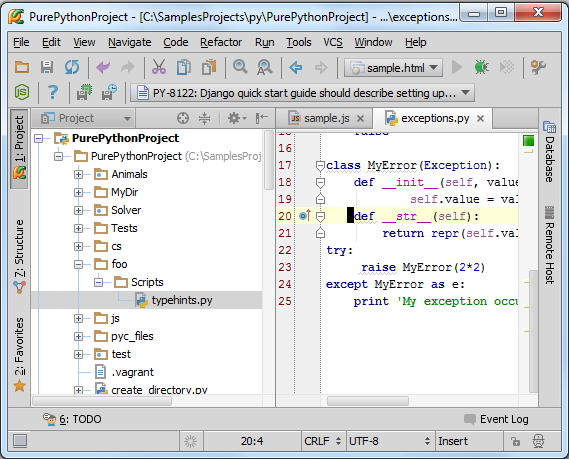 PurePythonProject - [C:\SamplesProjects\py\PurePythonProject] - ...\exceptions.py
File Edit View Navigate Code Refactor Run Tools VCS Window Help
sample.html
PY-8122: Django quick start guide should describe setting up...
1: Project
Z: Structure
2: Favorites
Project
PurePythonProject
PurePythonProject (C:\SamplesProj
Animals
MyDir
Solver
Tests
cs
foo
Scripts
typehints.py
js
pyc_files
test
.vagrant
create_directory.py
sample.js
exceptions.py
16 raise
17 class MyError(Exception):
18 def __init__(self, value
19 self.value = val
20 def __str__(self):
21 return repr(self.val
22 try:
23 raise MyError(2*2)
24 except MyError as e:
25 print 'My exception occu
Database
Remote Host
6: TODO
Event Log
20:4 CRLF UTF-8 Insert